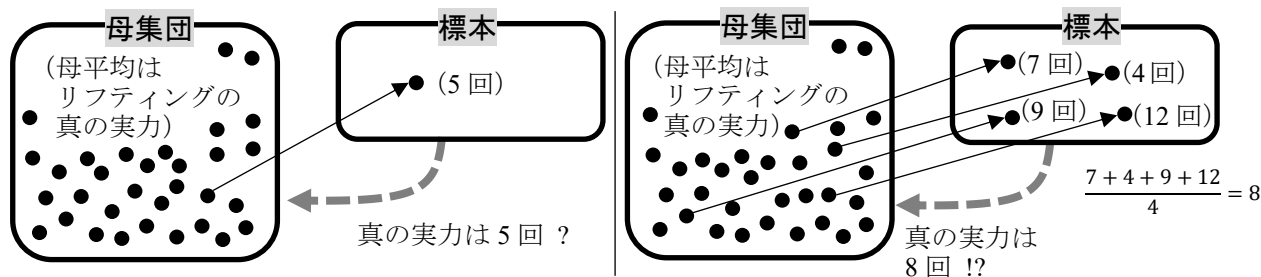 母集団
（母平均は
リフティングの
真の実力）
標本
（5 回）
真の実力は 5 回 ？
母集団
（母平均は
リフティングの
真の実力）
標本
（7 回）
（4 回）
（9 回）
（12 回）
真の実力は
8 回 !?
(7 + 4 + 9 + 12)/4 = 8